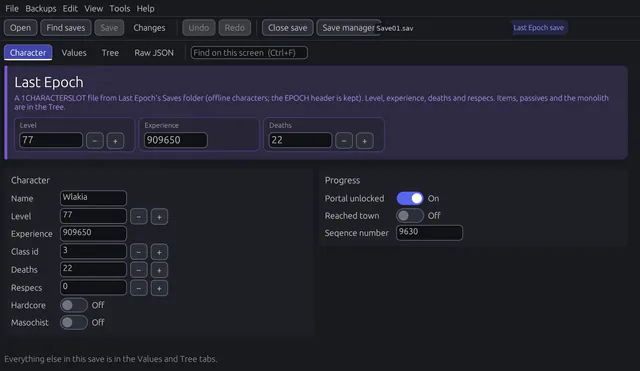 File Backups Edit View Tools Help
Open Find saves Save Changes Undo Redo Close save Save manager Save01.sav Last Epoch save
Character Values Tree Raw JSON Find on this screen (Ctrl+F)
Last Epoch
A 1CHARACTERSLOT file from Last Epoch's Saves folder (offline characters; the EPOCH header is kept). Level, experience, deaths and respecs. Items, passives and the monolith
are in the Tree.
Level Experience Deaths
77 − + 909650 22 − +
Character
Name Wlakia
Level 77 − +
Experience 909650
Class id 3 − +
Deaths 22 − +
Respecs 0 − +
Hardcore Off
Masochist Off
Progress
Portal unlocked On
Reached town Off
Seqence number 9630
Everything else in this save is in the Values and Tree tabs.